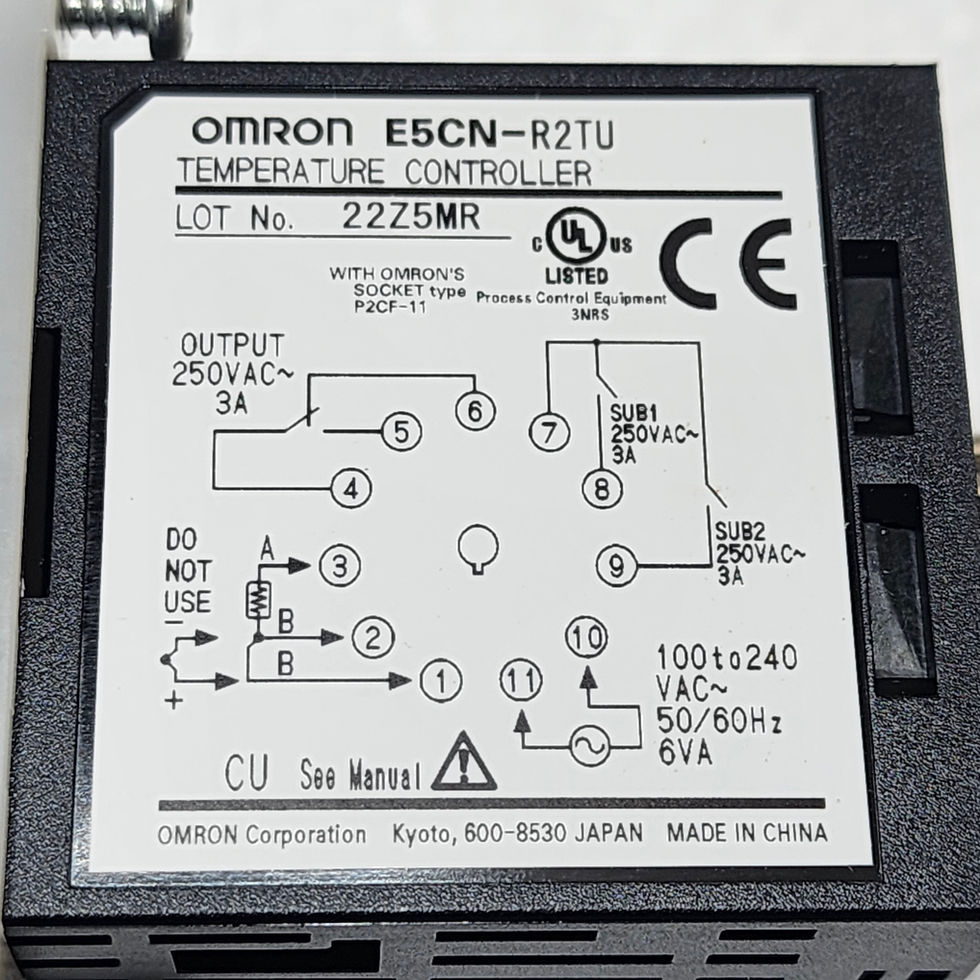 OMRON E5CN-R2TU
TEMPERATURE CONTROLLER
LOT No. 22Z5MR
C UL US
LISTED
Process Control Equipment
3NRS
CE
WITH OMRON'S
SOCKET type
P2CF-11
OUTPUT
250VAC~
3A
6
5
4
7
SUB1
250VAC~
3A
8
SUB2
250VAC~
3A
9
DO
NOT
USE
−
+
A
3
B
2
B
1
10
11
100to240
VAC~
50/60Hz
6VA
CU See Manual
!
OMRON Corporation Kyoto, 600-8530 JAPAN MADE IN CHINA